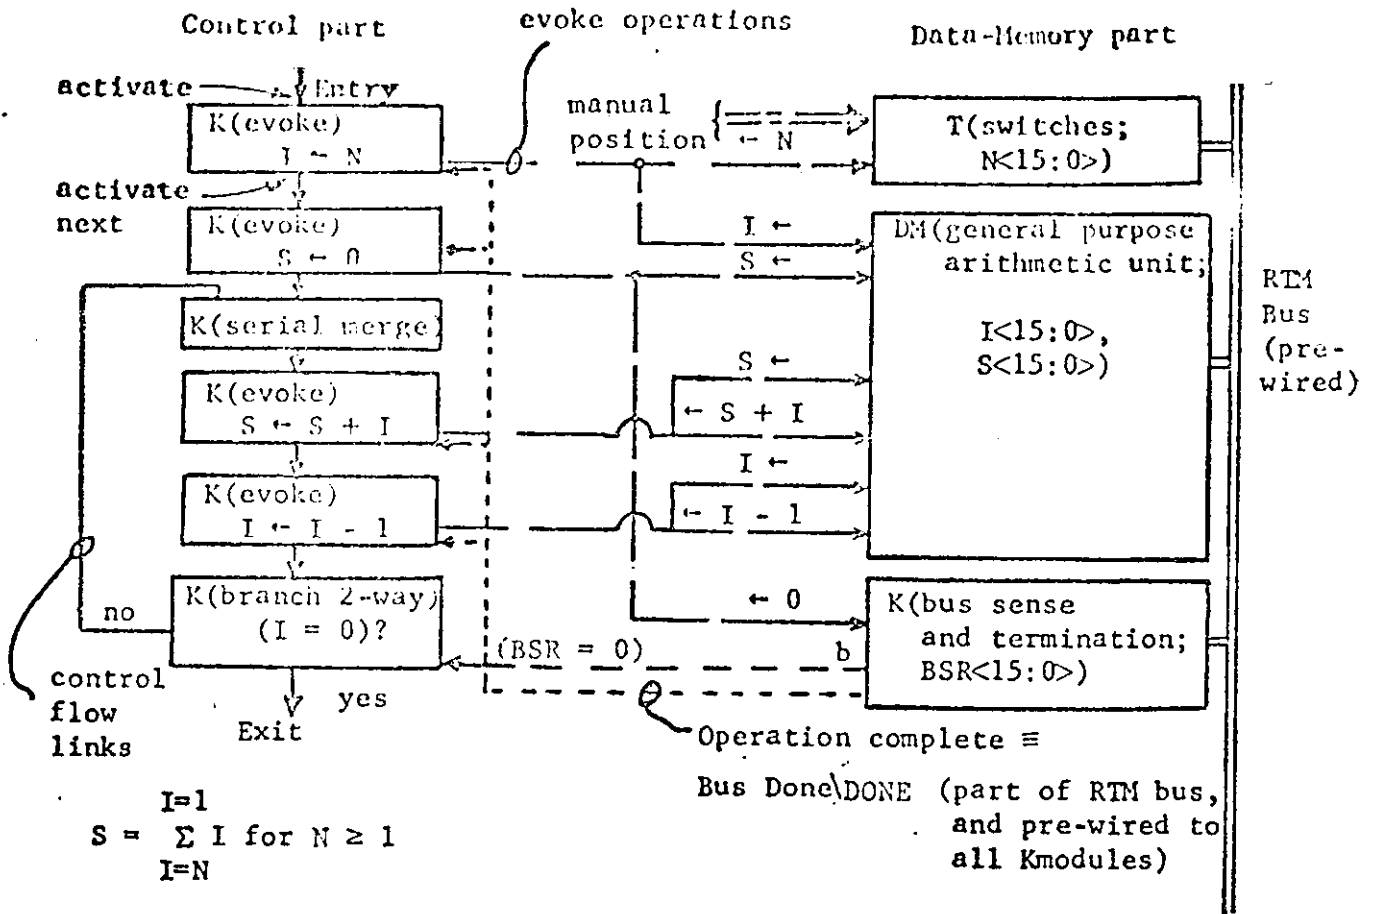 Control part
evoke operations
Data-Memory part
activate
Entry
K(evoke)
I ← N
manual
position
← N
T(switches;
N<15:0>)
activate
next
K(evoke)
S ← 0
I ←
S ←
DM(general purpose
arithmetic unit;
I<15:0>,
S<15:0>)
RTM
Bus
(pre-
wired)
K(serial merge)
K(evoke)
S ← S + I
S ←
← S + I
K(evoke)
I ← I - 1
I ←
← I - 1
K(branch 2-way)
(I = 0)?
no
yes
Exit
← 0
(BSR = 0)
b
K(bus sense
and termination;
BSR<15:0>)
control
flow
links
Operation complete ≡
Bus Done\DONE (part of RTM bus,
and pre-wired to
all Kmodules)
I=1
S = Σ I for N ≥ 1
I=N